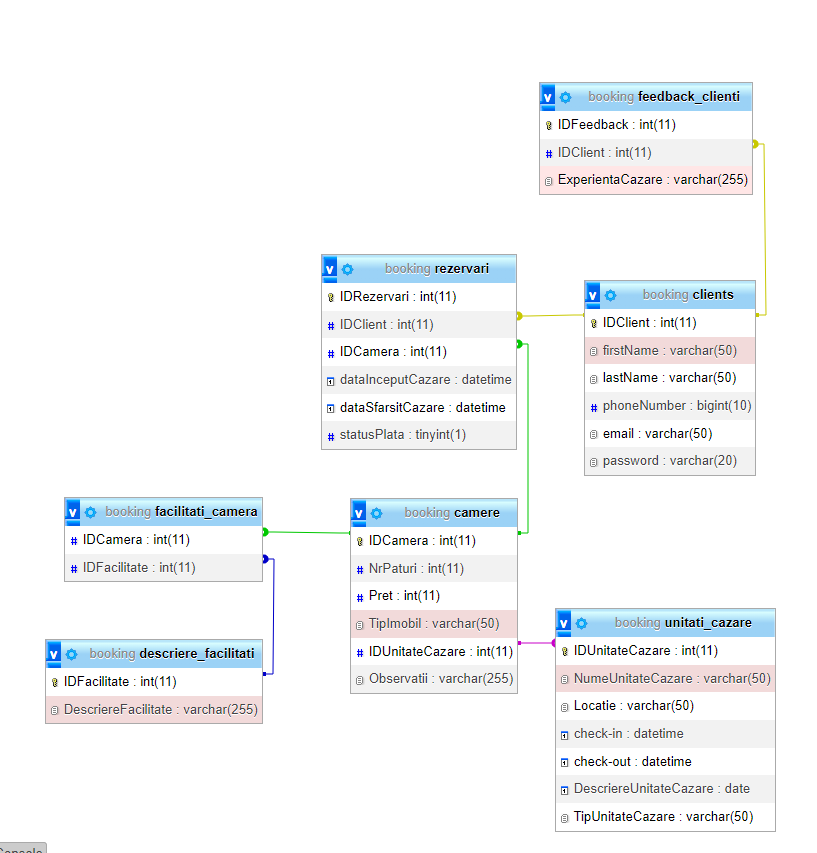 booking feedback_clienti
IDFeedback : int(11)
IDClient : int(11)
ExperientaCazare : varchar(255)
booking rezervari
IDRezervari : int(11)
IDClient : int(11)
IDCamera : int(11)
dataInceputCazare : datetime
dataSfarsitCazare : datetime
statusPlata : tinyint(1)
booking clients
IDClient : int(11)
firstName : varchar(50)
lastName : varchar(50)
phoneNumber : bigint(10)
email : varchar(50)
password : varchar(20)
booking facilitati_camera
IDCamera : int(11)
IDFacilitate : int(11)
booking camere
IDCamera : int(11)
NrPaturi : int(11)
Pret : int(11)
TipImobil : varchar(50)
IDUnitateCazare : int(11)
Observatii : varchar(255)
booking descriere_facilitati
IDFacilitate : int(11)
DescriereFacilitate : varchar(255)
booking unitati_cazare
IDUnitateCazare : int(11)
NumeUnitateCazare : varchar(50)
Locatie : varchar(50)
check-in : datetime
check-out : datetime
DescriereUnitateCazare : date
TipUnitateCazare : varchar(50)